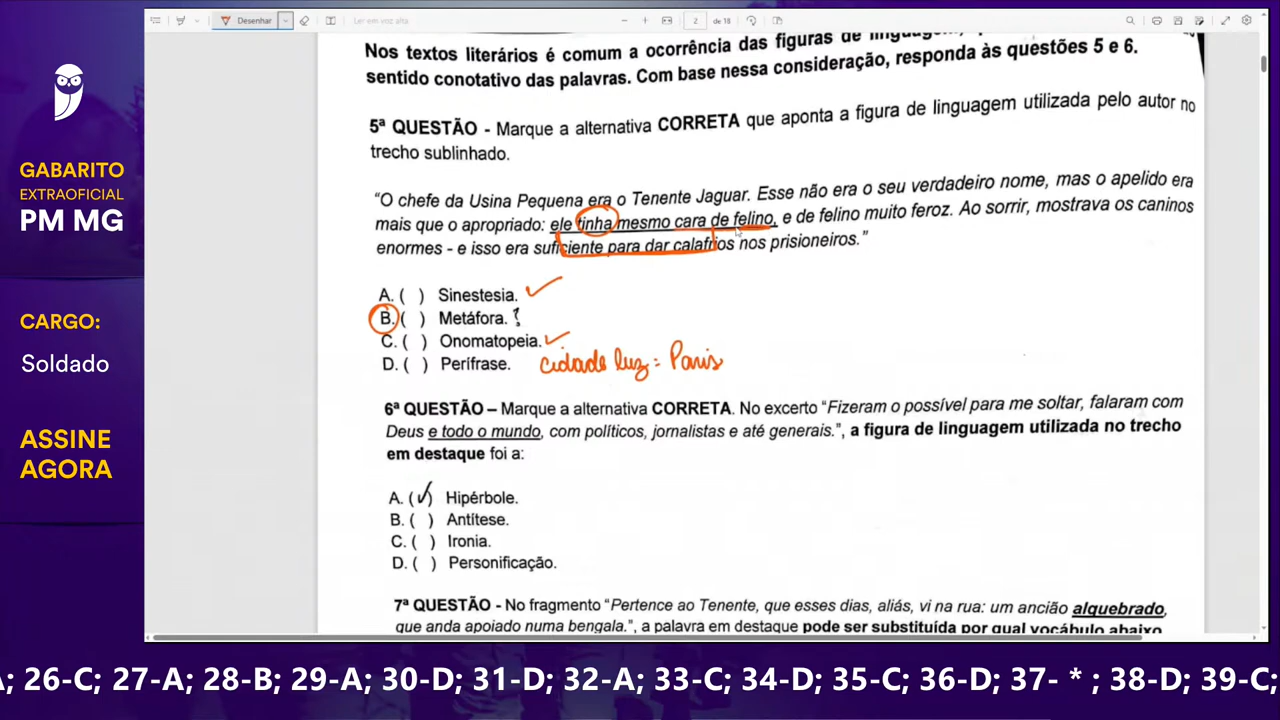 Desenhar
Ler em voz alta
2
de 18
GABARITO
EXTRAOFICIAL
PM MG
CARGO:
Soldado
ASSINE
AGORA
Nos textos literários é comum a ocorrência das figuras de linguagem,
sentido conotativo das palavras. Com base nessa consideração, responda às questões 5 e 6.
5ª QUESTÃO - Marque a alternativa CORRETA que aponta a figura de linguagem utilizada pelo autor no
trecho sublinhado.
“O chefe da Usina Pequena era o Tenente Jaguar. Esse não era o seu verdadeiro nome, mas o apelido era
mais que o apropriado: ele tinha mesmo cara de felino, e de felino muito feroz. Ao sorrir, mostrava os caninos
enormes - e isso era suficiente para dar calafrios nos prisioneiros.”
A. ( ) Sinestesia.
B. ( ) Metáfora. ?
C. ( ) Onomatopeia.
D. ( ) Perífrase. cidade luz = Paris
6ª QUESTÃO – Marque a alternativa CORRETA. No excerto “Fizeram o possível para me soltar, falaram com
Deus e todo o mundo, com políticos, jornalistas e até generais.”, a figura de linguagem utilizada no trecho
em destaque foi a:
A. ( ) Hipérbole.
B. ( ) Antítese.
C. ( ) Ironia.
D. ( ) Personificação.
7ª QUESTÃO - No fragmento “Pertence ao Tenente, que esses dias, aliás, vi na rua: um ancião alquebrado,
que anda apoiado numa bengala.”, a palavra em destaque pode ser substituída por qual vocábulo abaixo
A; 26-C; 27-A; 28-B; 29-A; 30-D; 31-D; 32-A; 33-C; 34-D; 35-C; 36-D; 37- * ; 38-D; 39-C;